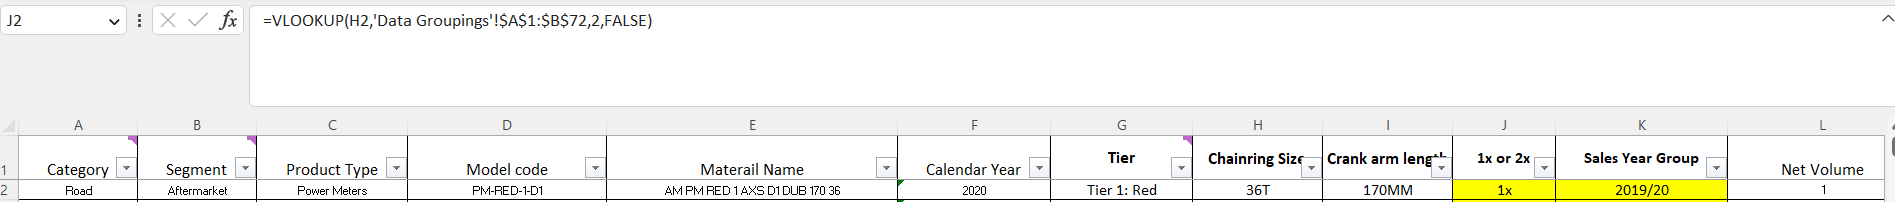 J2 fx =VLOOKUP(H2,'Data Groupings'!$A$1:$B$72,2,FALSE)
A B C D E F G H I J K L
1 Category Segment Product Type Model code Materail Name Calendar Year Tier Chainring Size Crank arm length 1x or 2x Sales Year Group Net Volume
2 Road Aftermarket Power Meters PM-RED-1-D1 AM PM RED 1 AXS D1 DUB 170 36 2020 Tier 1: Red 36T 170MM 1x 2019/20 1